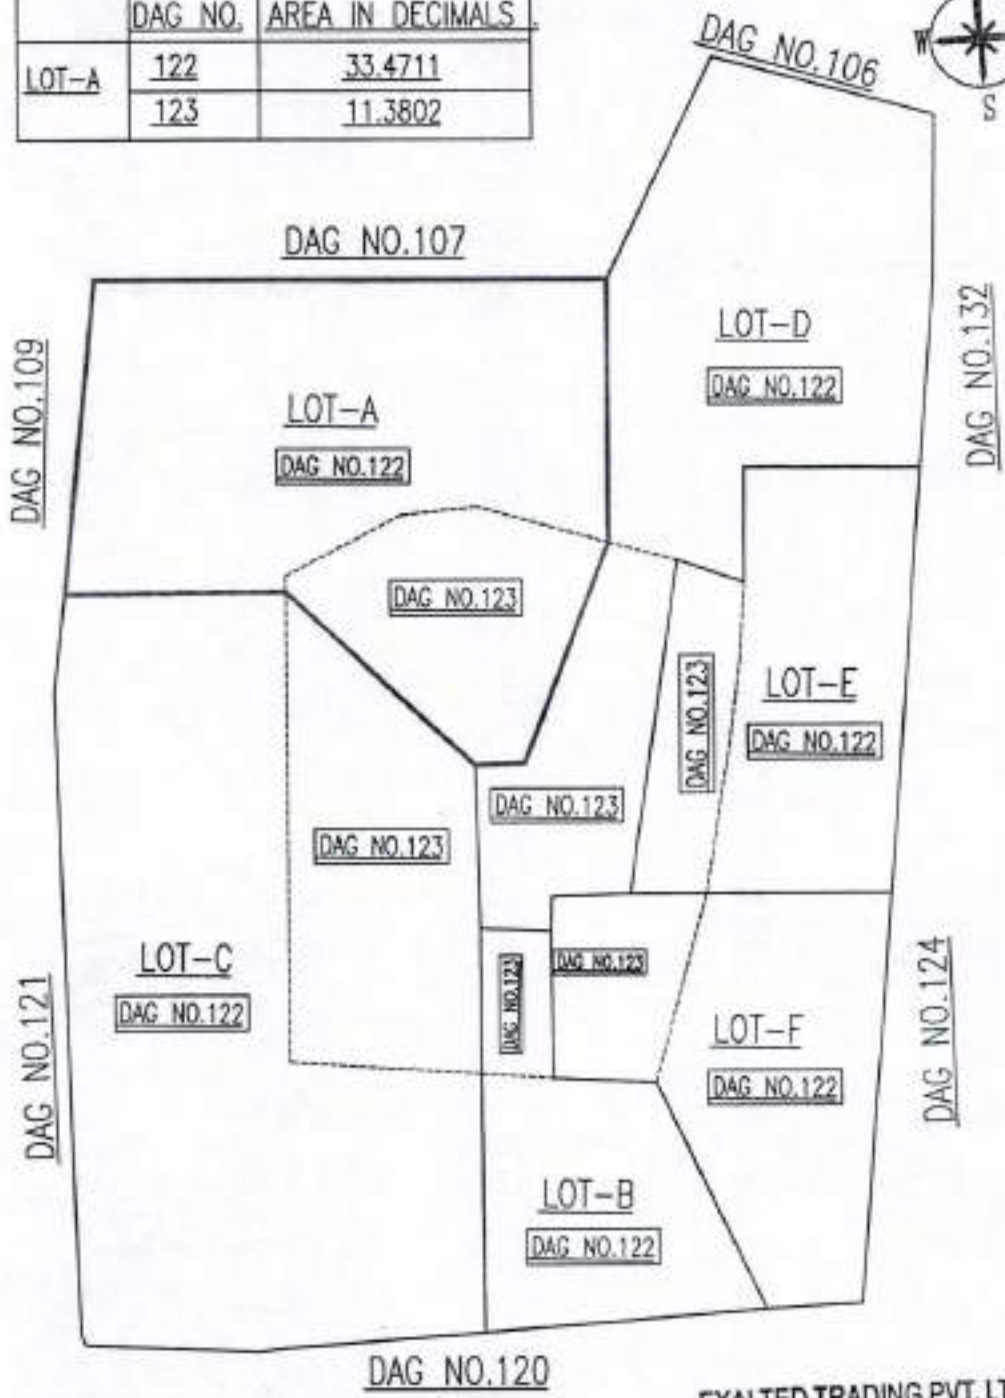 DAG NO. AREA IN DECIMALS .
LOT-A 122 33.4711
123 11.3802
DAG NO.106
W
S
DAG NO.107
DAG NO.109
LOT-D
DAG NO.122
DAG NO.132
LOT-A
DAG NO.122
DAG NO.123
DAG NO.123
LOT-E
DAG NO.122
DAG NO.123
DAG NO.123
LOT-C
DAG NO.122
DAG NO.123
DAG NO.123
DAG NO.121
DAG NO.124
LOT-F
DAG NO.122
LOT-B
DAG NO.122
DAG NO.120
EXALTED TRADING PVT.